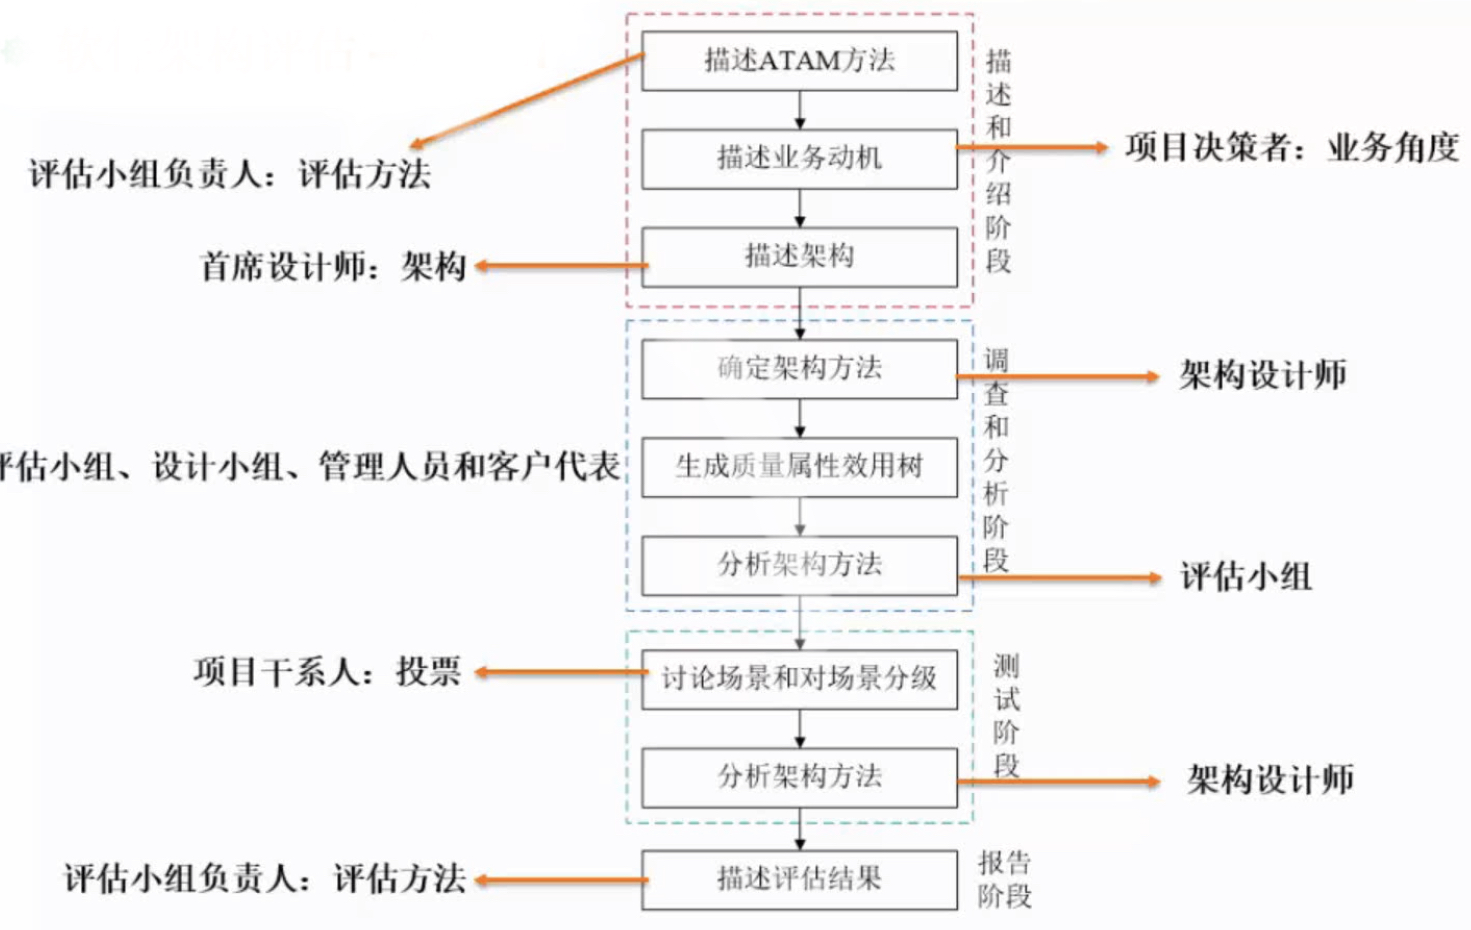 描述ATAM方法
描述和介绍阶段
评估小组负责人：评估方法
描述业务动机
项目决策者：业务角度
首席设计师：架构
描述架构
确定架构方法
调查和分析阶段
架构设计师
评估小组、设计小组、管理人员和客户代表
生成质量属性效用树
分析架构方法
评估小组
项目干系人：投票
讨论场景和对场景分级
测试阶段
分析架构方法
架构设计师
评估小组负责人：评估方法
描述评估结果
报告
阶段